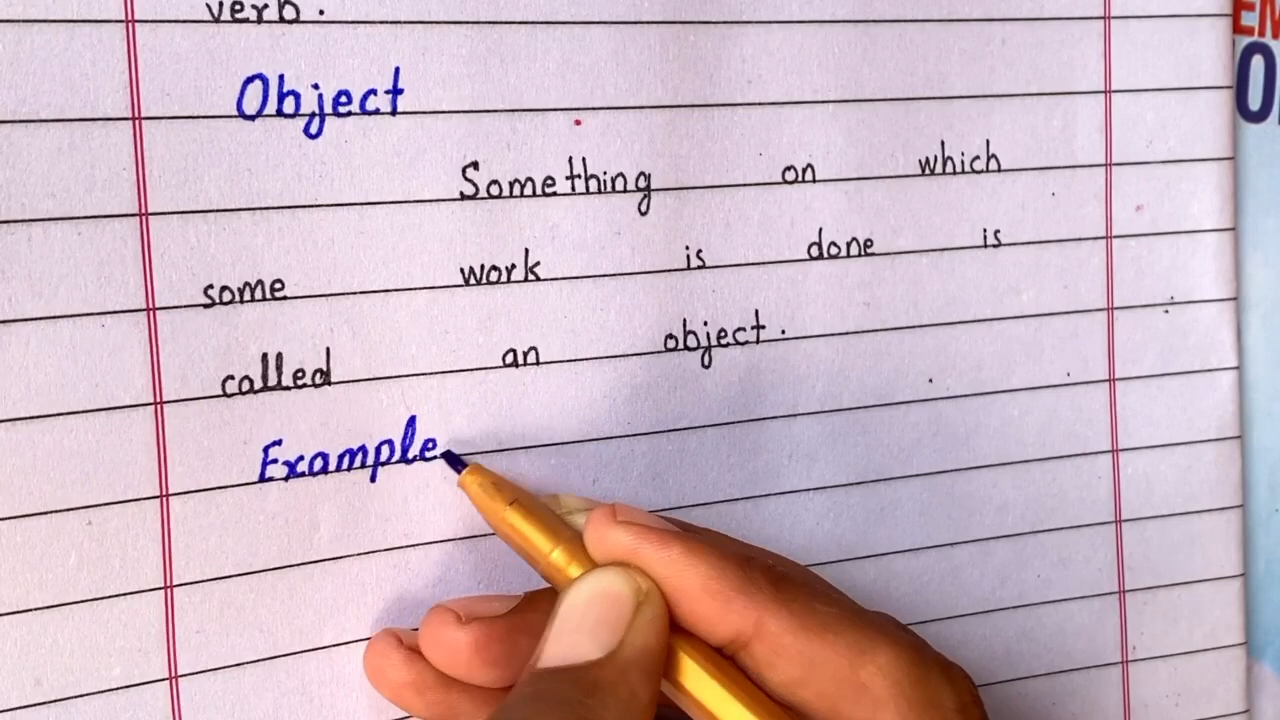 verb.
Object
Something on which
some work is done is
called an object.
Example